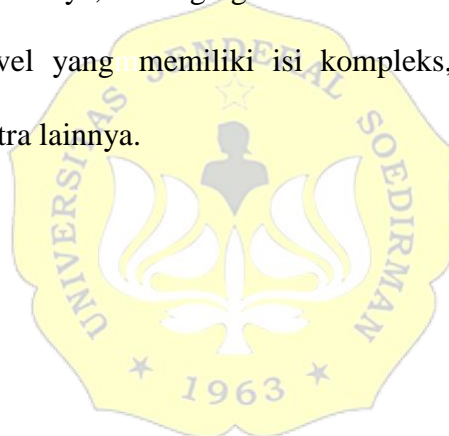 vel yang memiliki isi kompleks,
tra lainnya.
UNIVERSITAS JENDERAL SOEDIRMAN
1963